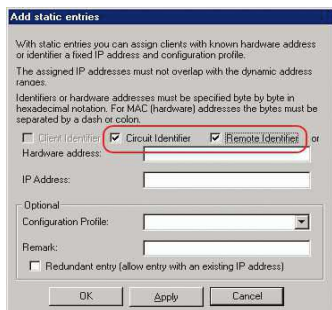 Add static entries
With static entries you can assign clients with known hardware address
or identifier a fixed IP address and configuration profile.
The assigned IP addresses must not overlap with the dynamic address
ranges.
Identifiers or hardware addresses must be specified byte by byte in
hexadecimal notation. For MAC (hardware) addresses the bytes must be
separated by a dash or colon.
Client Identifier Circuit Identifier Remote Identifier or
Hardware address:
IP Address:
Optional
Configuration Profile:
Remark:
Redundant entry (allow entry with an existing IP address)
OK Apply Cancel